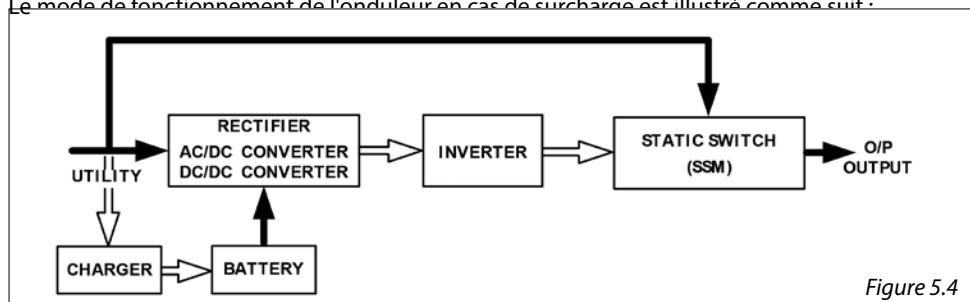 Le mode de fonctionnement de l'onduleur en cas de surcharge est illustré comme suit :
RECTIFIER
AC/DC CONVERTER
DC/DC CONVERTER
INVERTER
STATIC SWITCH
(SSM)
O/P
OUTPUT
UTILITY
CHARGER
BATTERY
Figure 5.4